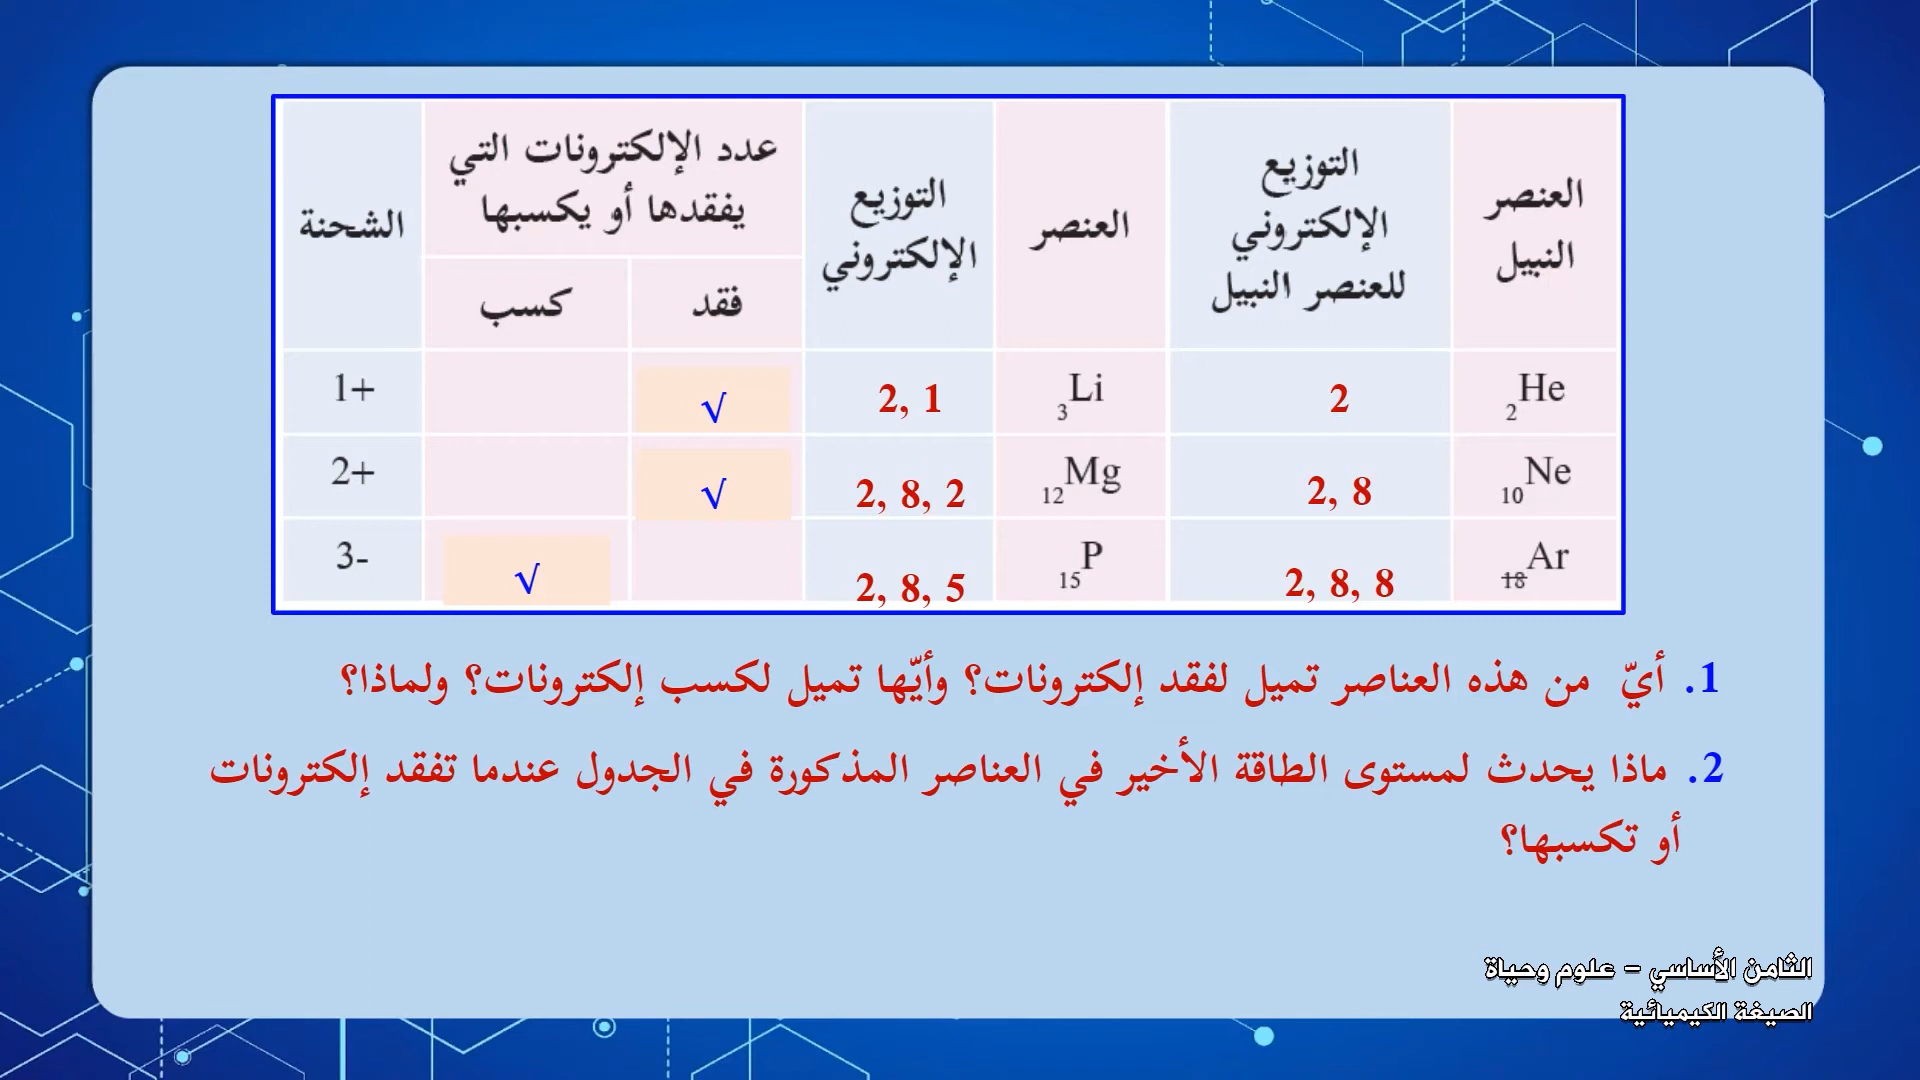 العنصر النبيل
التوزيع الإلكتروني للعنصر النبيل
العنصر
التوزيع الإلكتروني
عدد الإلكترونات التي يفقدها أو يكسبها
الشحنة
فقد
كسب
2He
2
3Li
2, 1
√
1+
10Ne
2, 8
12Mg
2, 8, 2
√
2+
18Ar
2, 8, 8
15P
2, 8, 5
√
3-
1. أيّ من هذه العناصر تميل لفقد إلكترونات؟ وأيّها تميل لكسب إلكترونات؟ ولماذا؟
2. ماذا يحدث لمستوى الطاقة الأخير في العناصر المذكورة في الجدول عندما تفقد إلكترونات
أو تكسبها؟
الثامن الأساسي – علوم وحياة
الصيغة الكيميائية